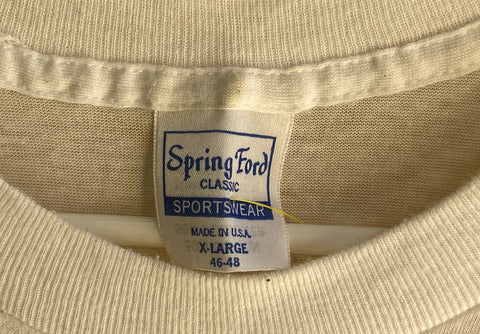 Spring Ford
CLASSIC
SPORTSWEAR
MADE IN U.S.A.
X-LARGE
46-48